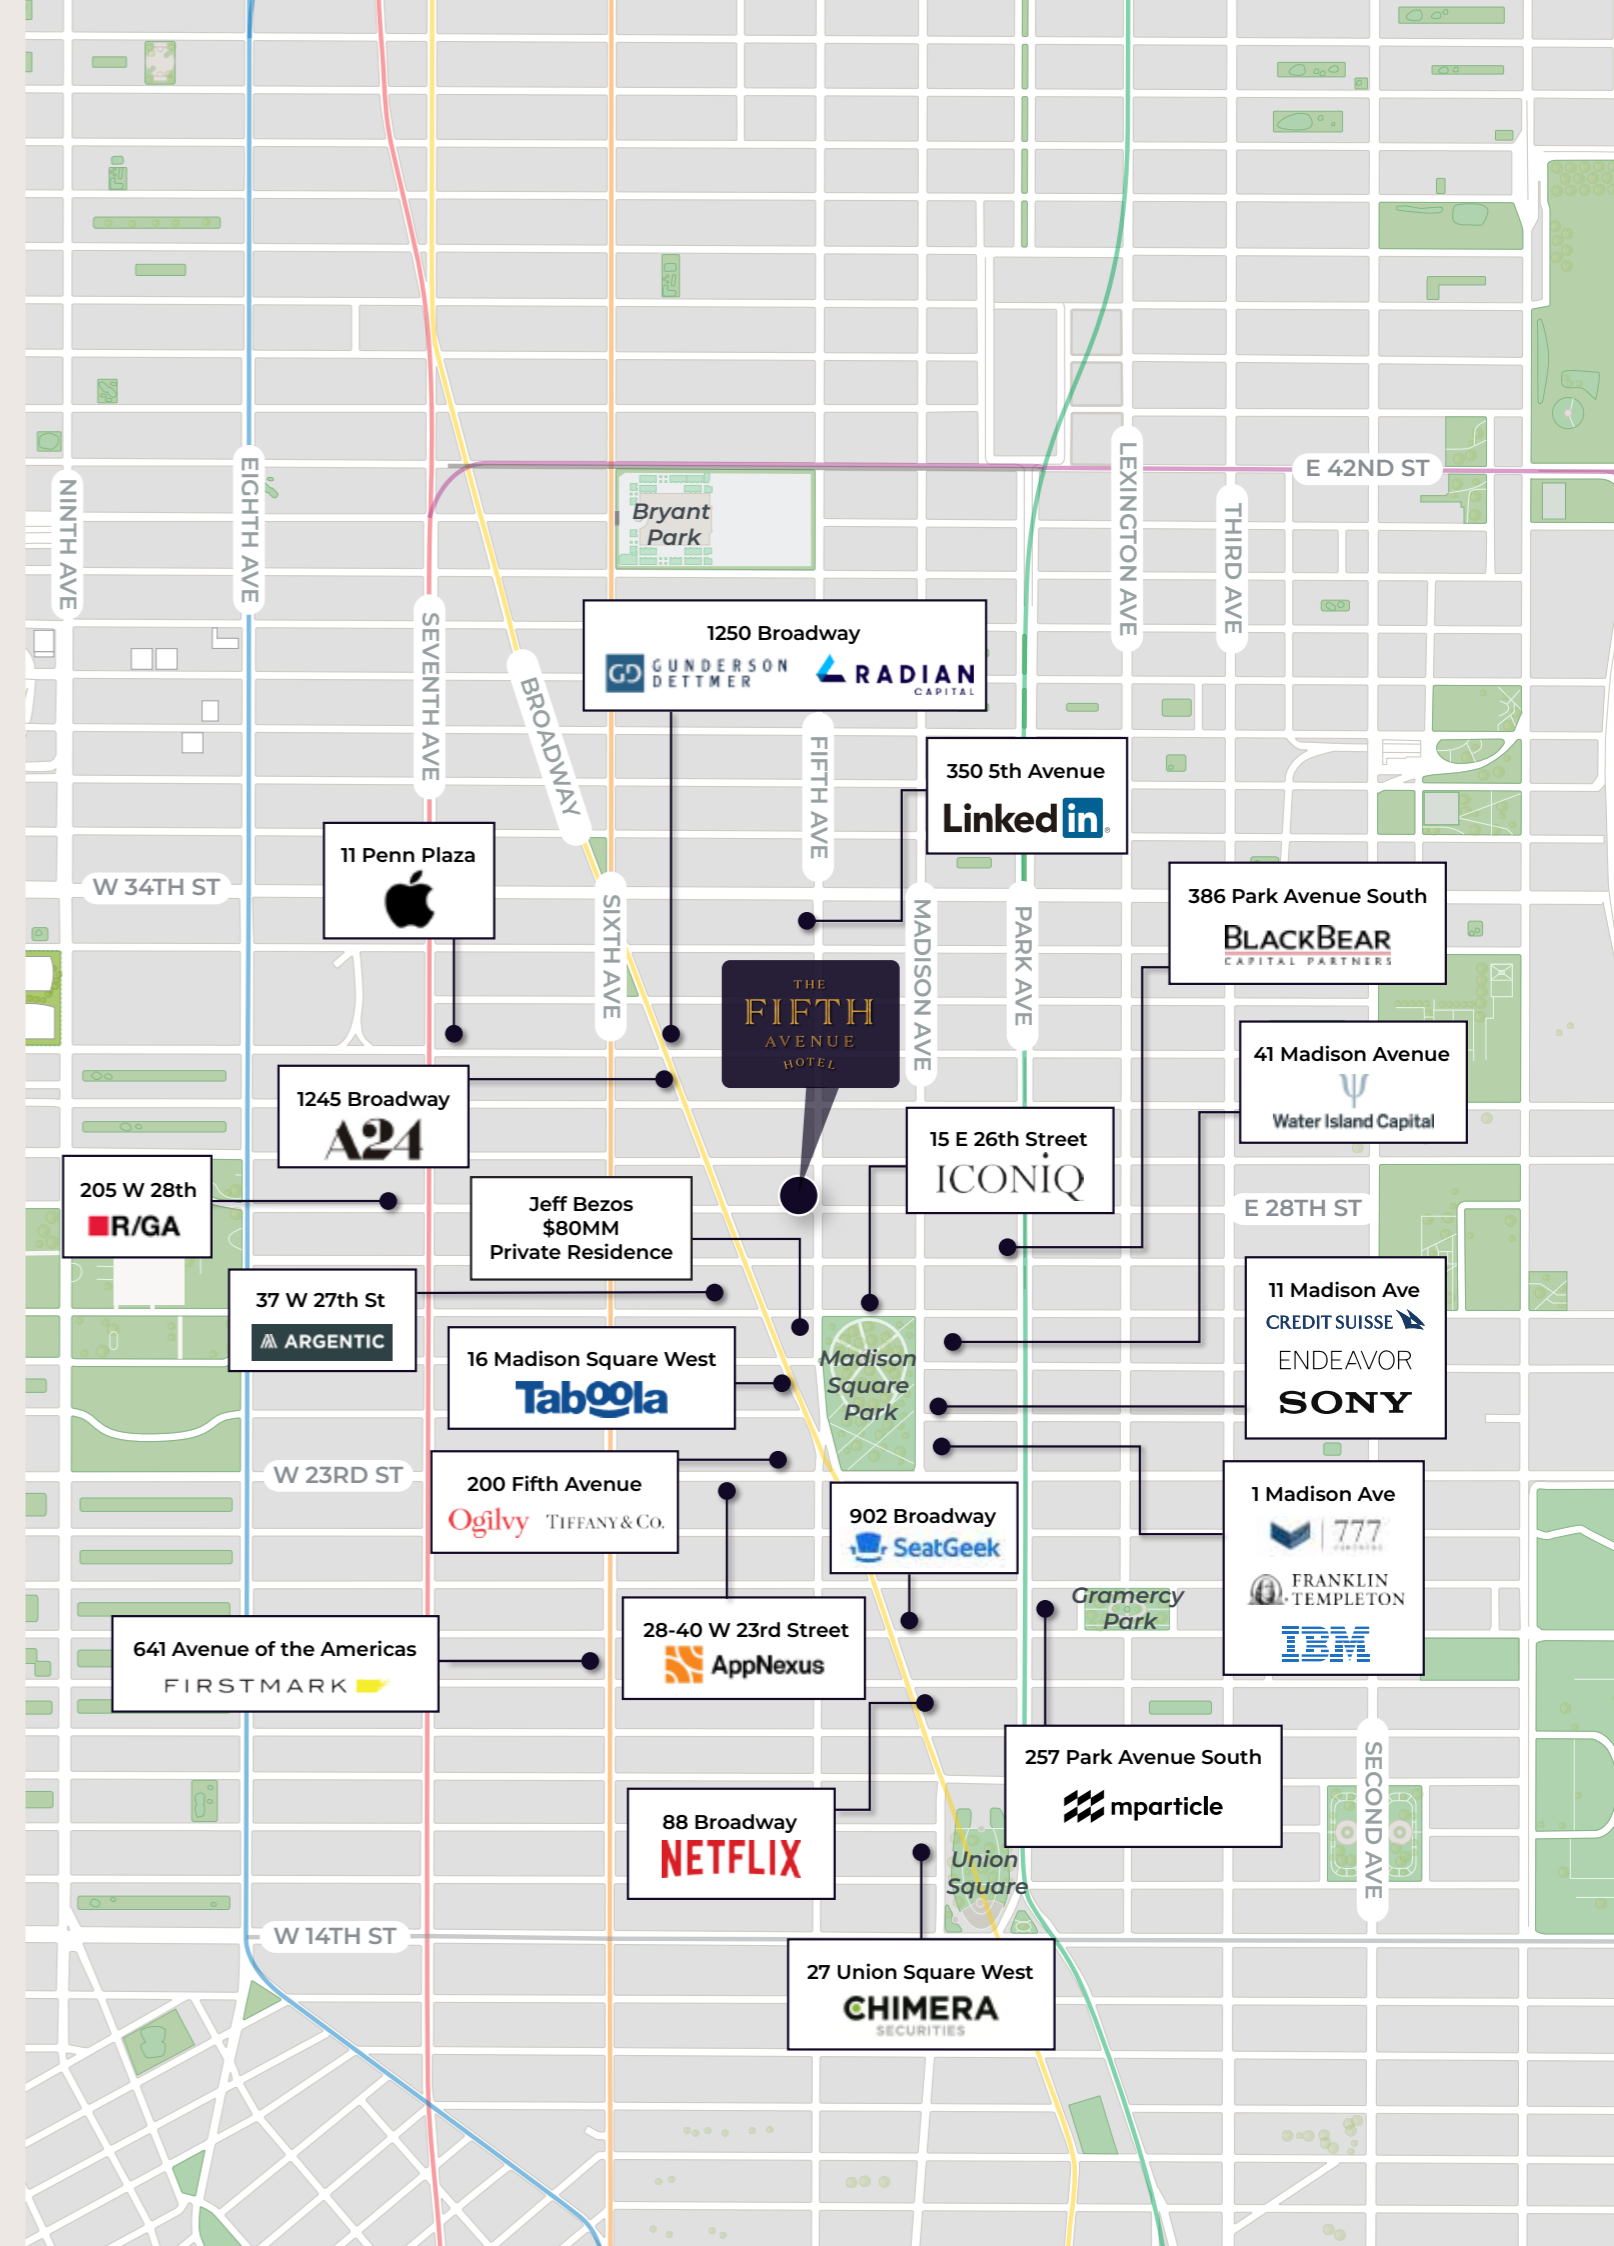 E 42ND ST
NINTH AVE
EIGHTH AVE
LEXINGTON AVE
THIRD AVE
Bryant
Park
SEVENTH AVE
BROADWAY
1250 Broadway
GD GUNDERSON
DETTMER
RADIAN
CAPITAL
FIFTH AVE
350 5th Avenue
LinkedIn
11 Penn Plaza
W 34TH ST
SIXTH AVE
MADISON AVE
PARK AVE
386 Park Avenue South
BLACKBEAR
CAPITAL PARTNERS
THE
FIFTH
AVENUE
HOTEL
41 Madison Avenue
Water Island Capital
1245 Broadway
A24
15 E 26th Street
ICONIQ
205 W 28th
R/GA
Jeff Bezos
$80MM
Private Residence
E 28TH ST
37 W 27th St
ARGENTIC
11 Madison Ave
CREDIT SUISSE
ENDEAVOR
SONY
16 Madison Square West
Taboola
Madison
Square
Park
W 23RD ST
200 Fifth Avenue
Ogilvy TIFFANY & CO.
902 Broadway
SeatGeek
1 Madison Ave
777
FRANKLIN
TEMPLETON
IBM
Gramercy
Park
28-40 W 23rd Street
AppNexus
641 Avenue of the Americas
FIRSTMARK
257 Park Avenue South
mparticle
SECOND AVE
88 Broadway
NETFLIX
Union
Square
W 14TH ST
27 Union Square West
CHIMERA
SECURITIES